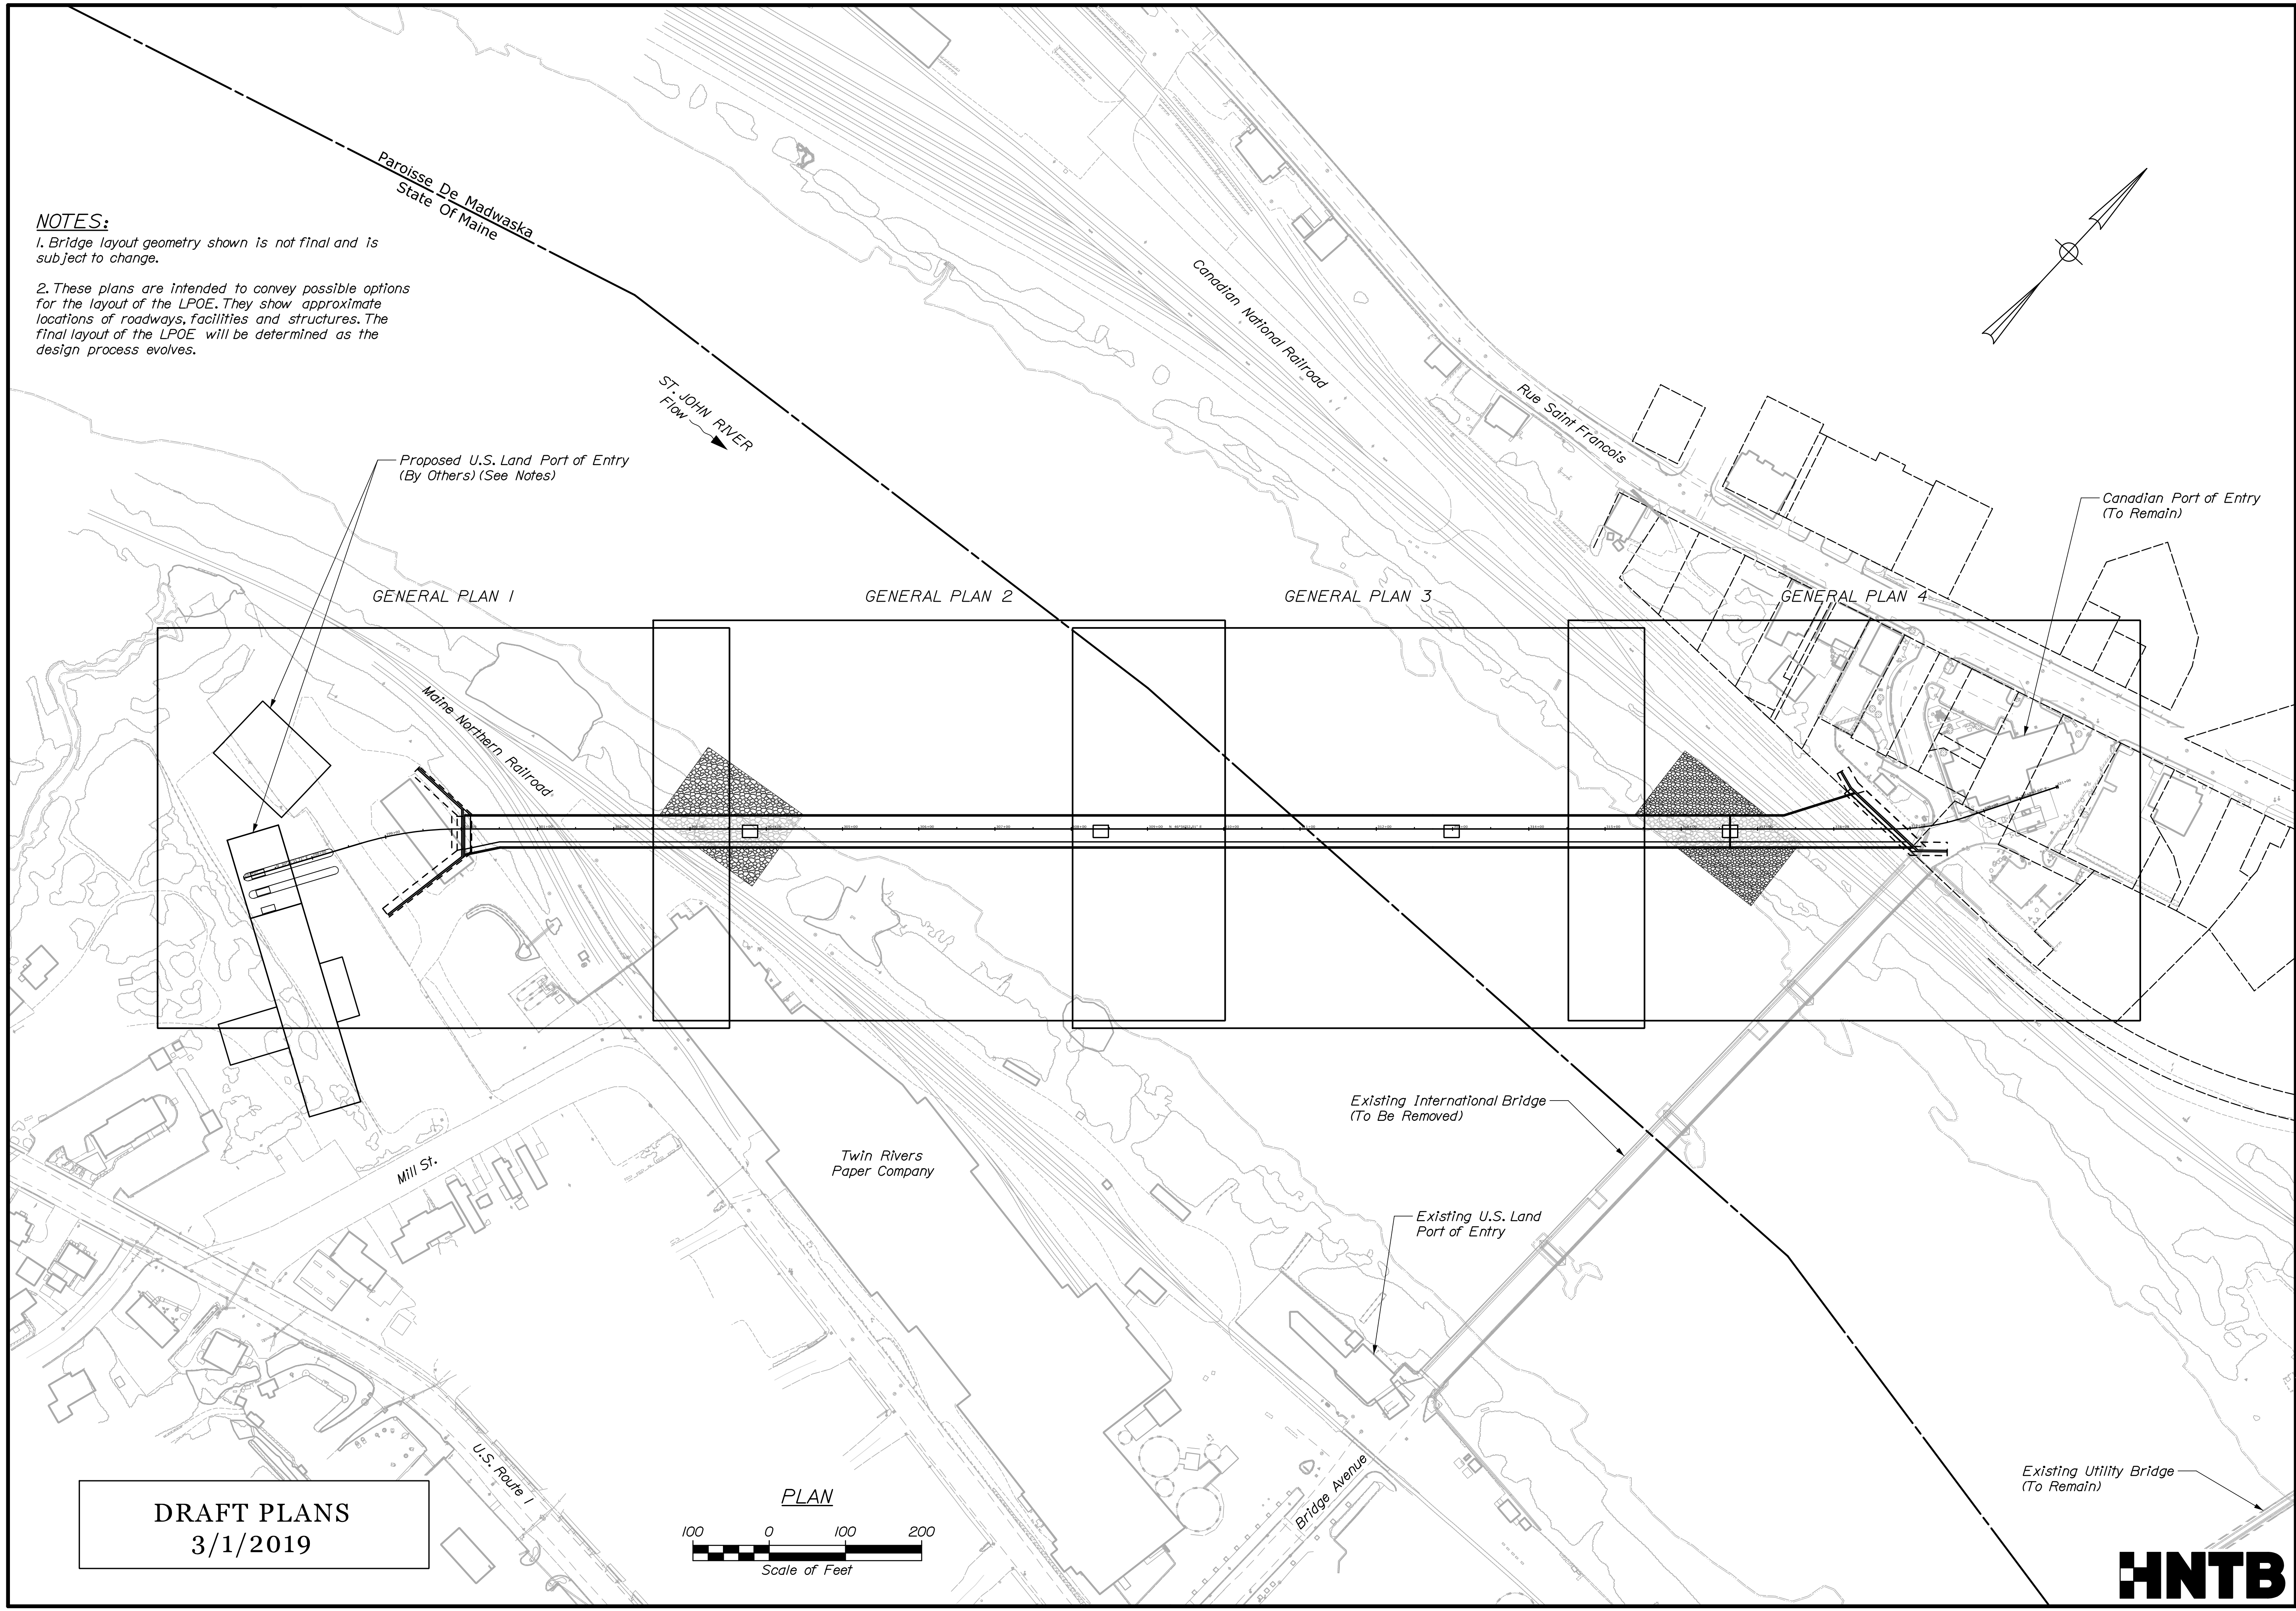 Paroisse De Madwaska
State Of Maine
NOTES:
1. Bridge layout geometry shown is not final and is
subject to change.
2. These plans are intended to convey possible options
for the layout of the LPOE. They show approximate
locations of roadways, facilities and structures. The
final layout of the LPOE will be determined as the
design process evolves.
Canadian National Railroad
Rue Saint Francois
ST. JOHN RIVER
Flow
Proposed U.S. Land Port of Entry
(By Others) (See Notes)
Canadian Port of Entry
(To Remain)
GENERAL PLAN 1
GENERAL PLAN 2
GENERAL PLAN 3
GENERAL PLAN 4
Maine Northern Railroad
Existing International Bridge
(To Be Removed)
Twin Rivers
Paper Company
Mill St.
Existing U.S. Land
Port of Entry
U.S. Route 1
Bridge Avenue
Existing Utility Bridge
(To Remain)
DRAFT PLANS
3/1/2019
PLAN
100 0 100 200
Scale of Feet
HNTB